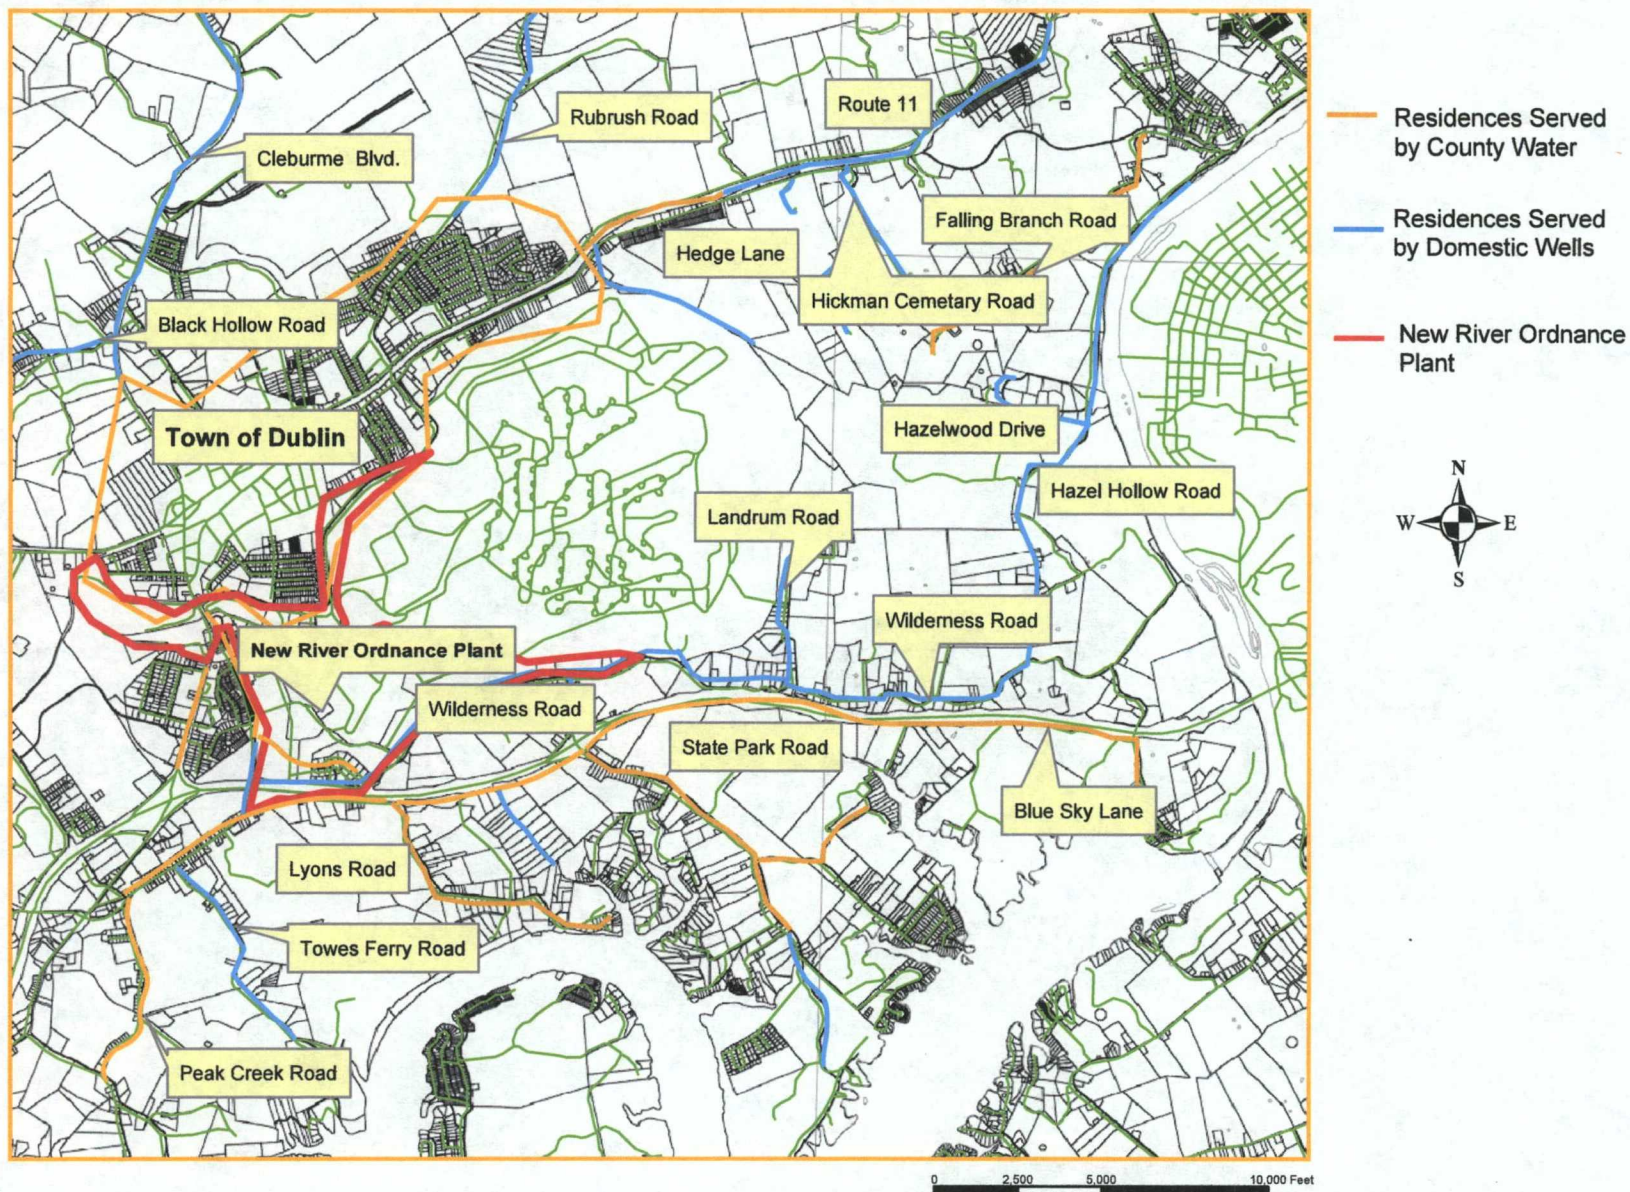 Rubrush Road
Route 11
Cleburme Blvd.
Residences Served
by County Water
Falling Branch Road
Residences Served
by Domestic Wells
Hedge Lane
Hickman Cemetary Road
Black Hollow Road
New River Ordnance
Plant
Town of Dublin
Hazelwood Drive
Hazel Hollow Road
Landrum Road
N
W
E
S
Wilderness Road
New River Ordnance Plant
Wilderness Road
State Park Road
Blue Sky Lane
Lyons Road
Towes Ferry Road
Peak Creek Road
0 2,500 5,000 10,000 Feet